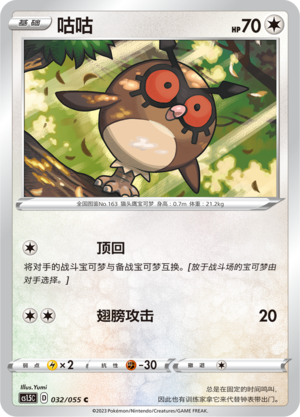 基础 咕咕 HP70
全国图鉴No.163 猫头鹰宝可梦 身高:0.7m 体重:21.2kg
顶回
将对手的战斗宝可梦与备战宝可梦互换。[放于战斗场的宝可梦由
对手选择。]
翅膀攻击 20
弱点 ×2 抗性 -30 撤退
Illus.Yumi
CS1.5C D 032/055 C
总是在固定的时间鸣叫,
因此也有训练家拿它来代替钟表带出门。
©2023 Pokémon/Nintendo/Creatures/GAME FREAK.